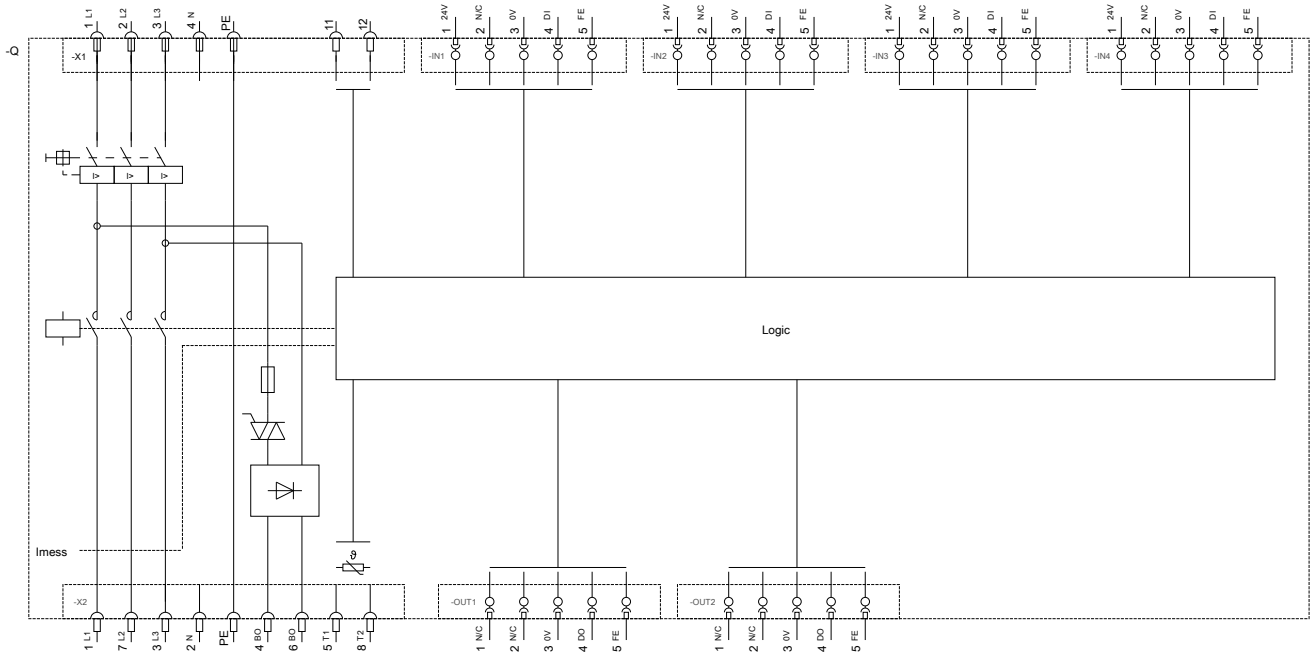 -Q
1 L1
2 L2
3 L3
4 N
PE
11
12
1 24V
2 N/C
3 0V
4 DI
5 FE
1 24V
2 N/C
3 0V
4 DI
5 FE
1 24V
2 N/C
3 0V
4 DI
5 FE
1 24V
2 N/C
3 0V
4 DI
5 FE
-X1
-IN1
-IN2
-IN3
-IN4
I>
I>
I>
Logic
Imess
ϑ
-X2
-OUT1
-OUT2
1 L1
7 L2
3 L3
2 N
PE
4 BO
6 BO
5 T1
8 T2
1 N/C
2 N/C
3 0V
4 DO
5 FE
1 N/C
2 N/C
3 0V
4 DO
5 FE